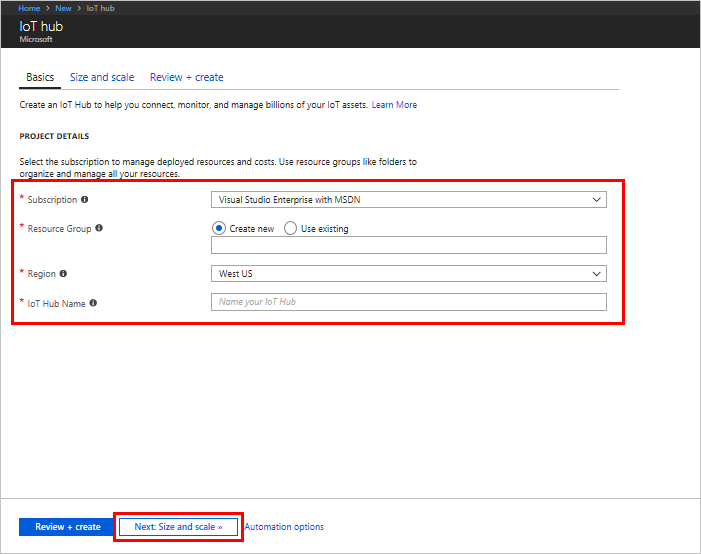 Home > New > IoT hub
IoT hub
Microsoft
Basics Size and scale Review + create
Create an IoT Hub to help you connect, monitor, and manage billions of your IoT assets. Learn More
PROJECT DETAILS
Select the subscription to manage deployed resources and costs. Use resource groups like folders to
organize and manage all your resources.
* Subscription Visual Studio Enterprise with MSDN
* Resource Group Create new Use existing
* Region West US
* IoT Hub Name Name your IoT Hub
Review + create Next: Size and scale » Automation options